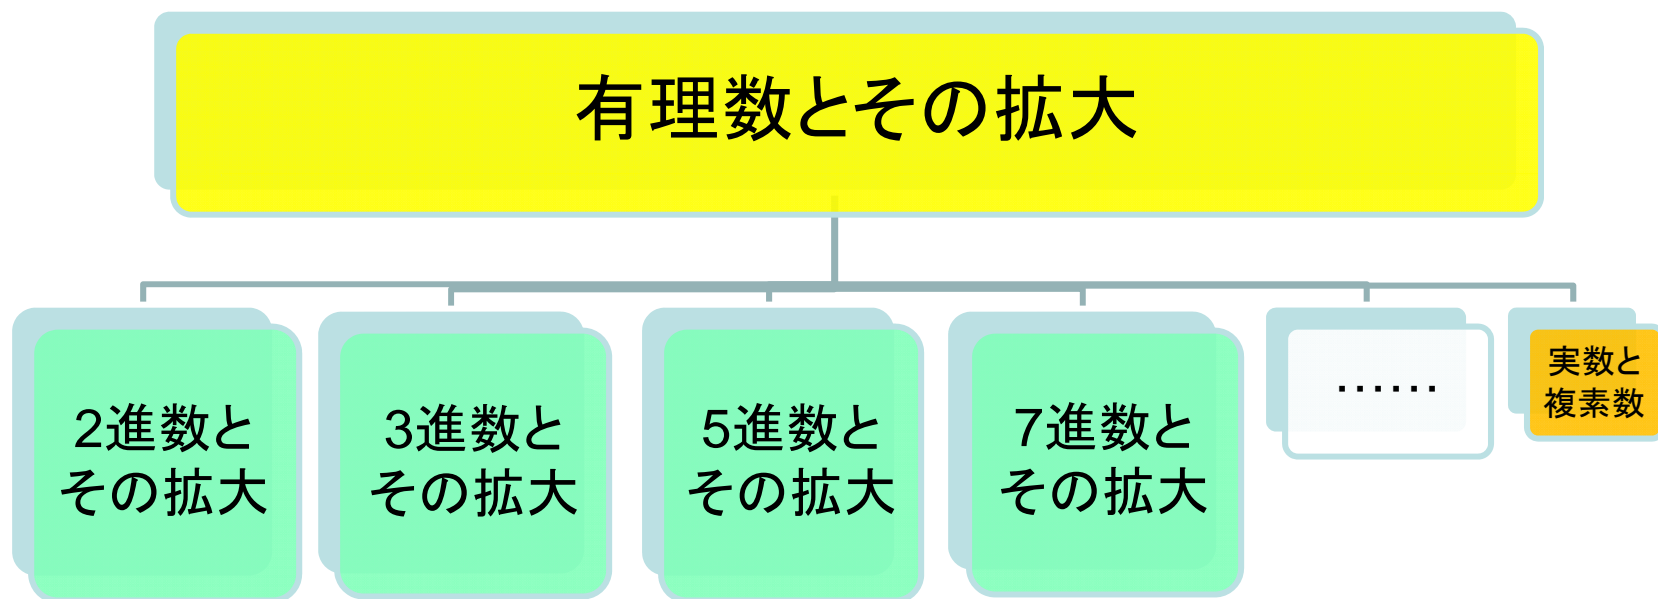 有理数とその拡大
2進数と
その拡大
3進数と
その拡大
5進数と
その拡大
7進数と
その拡大
……
実数と
複素数